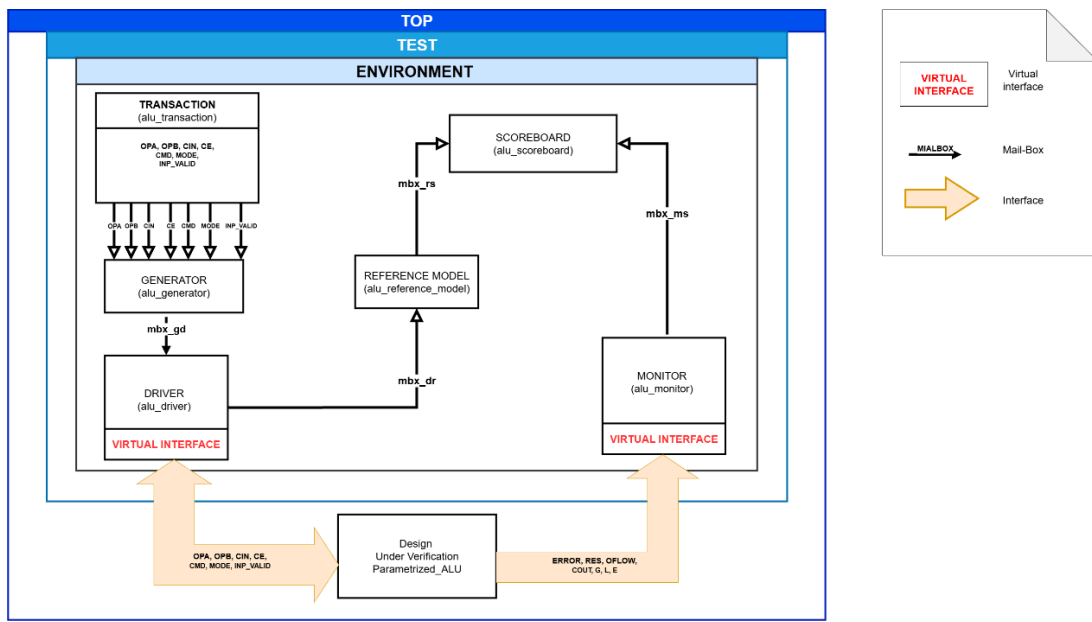 TOP
TEST
ENVIRONMENT
TRANSACTION
(alu_transaction)
OPA, OPB, CIN, CE,
CMD, MODE,
INP_VALID
OPA OPB CIN CE CMD MODE INP_VALID
GENERATOR
(alu_generator)
mbx_gd
DRIVER
(alu_driver)
VIRTUAL INTERFACE
SCOREBOARD
(alu_scoreboard)
mbx_rs
mbx_ms
REFERENCE MODEL
(alu_reference_model)
mbx_dr
MONITOR
(alu_monitor)
VIRTUAL INTERFACE
OPA, OPB, CIN, CE,
CMD, MODE, INP_VALID
Design
Under Verification
Parametrized_ALU
ERROR, RES, OFLOW,
COUT, G, L, E
VIRTUAL
INTERFACE
Virtual
interface
MIALBOX
Mail-Box
Interface